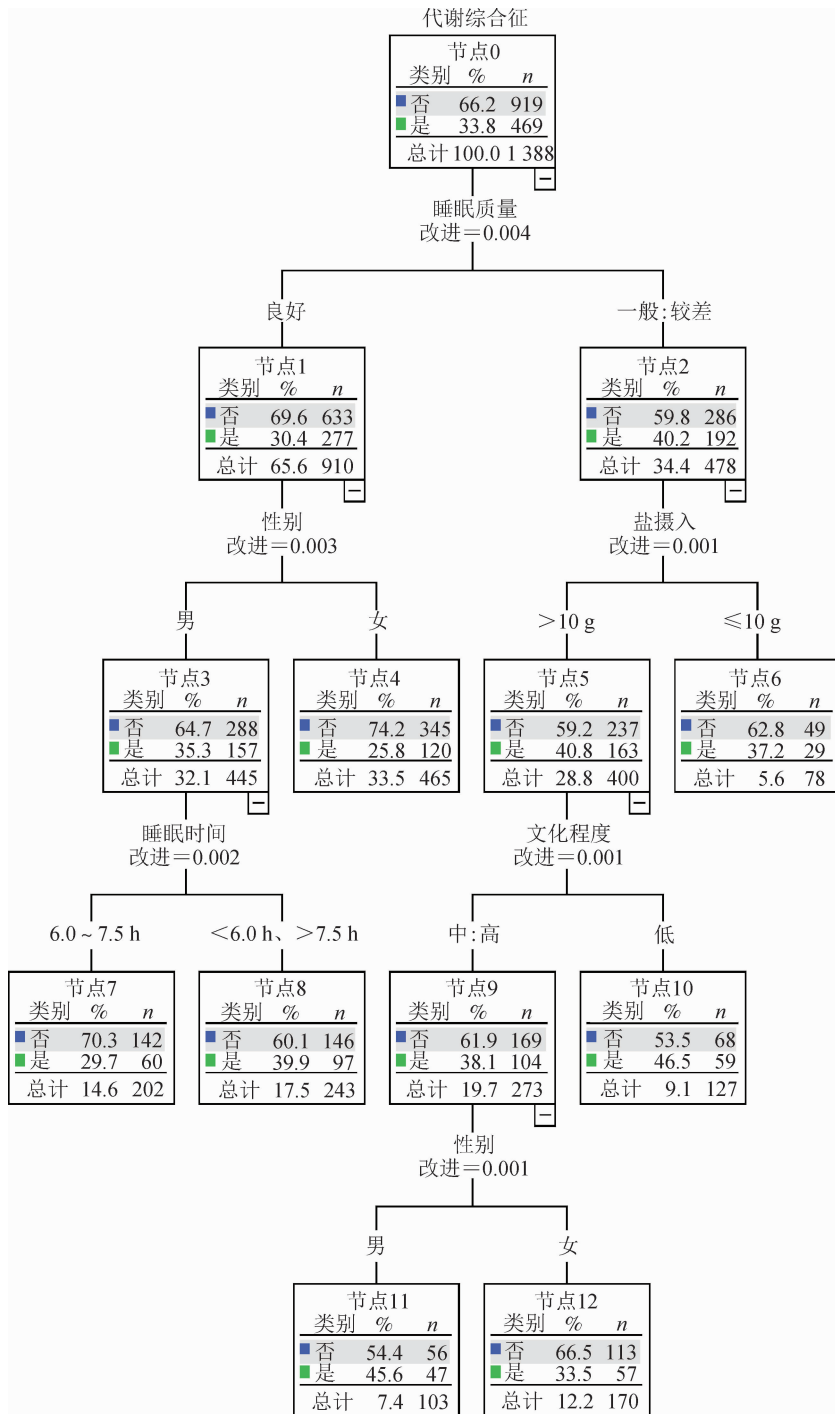 代谢综合征
节点0
类别 % n
否 66.2 919
是 33.8 469
总计 100.0 1 388
睡眠质量
改进=0.004
良好
一般:较差
节点1
类别 % n
否 69.6 633
是 30.4 277
总计 65.6 910
节点2
类别 % n
否 59.8 286
是 40.2 192
总计 34.4 478
性别
改进=0.003
盐摄入
改进=0.001
男
女
>10 g
≤10 g
节点3
类别 % n
否 64.7 288
是 35.3 157
总计 32.1 445
节点4
类别 % n
否 74.2 345
是 25.8 120
总计 33.5 465
节点5
类别 % n
否 59.2 237
是 40.8 163
总计 28.8 400
节点6
类别 % n
否 62.8 49
是 37.2 29
总计 5.6 78
睡眠时间
改进=0.002
文化程度
改进=0.001
6.0~7.5 h
<6.0 h、>7.5 h
中:高
低
节点7
类别 % n
否 70.3 142
是 29.7 60
总计 14.6 202
节点8
类别 % n
否 60.1 146
是 39.9 97
总计 17.5 243
节点9
类别 % n
否 61.9 169
是 38.1 104
总计 19.7 273
节点10
类别 % n
否 53.5 68
是 46.5 59
总计 9.1 127
性别
改进=0.001
男
女
节点11
类别 % n
否 54.4 56
是 45.6 47
总计 7.4 103
节点12
类别 % n
否 66.5 113
是 33.5 57
总计 12.2 170